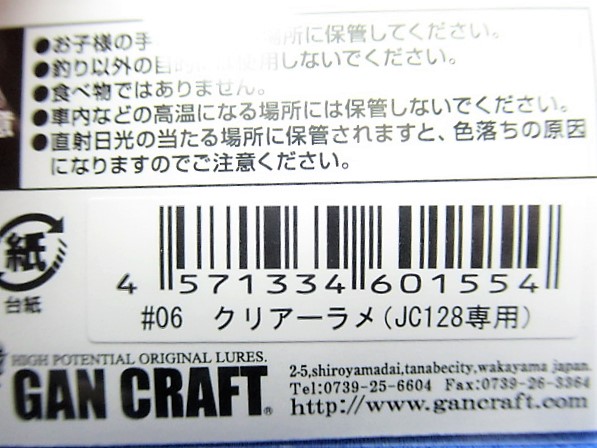 ●お子様の手 場所に保管してください。
●釣り以外の目的 使用しないでください。
●食べ物ではありません。
●車内などの高温になる場所には保管しないでください。
●直射日光の当たる場所に保管されますと、色落ちの原因
になりますのでご注意ください。
紙
台紙
4 571334 601554
#06 クリアーラメ(JC128専用)
HIGH POTENTIAL ORIGINAL LURES.
GAN CRAFT®
2-5,shiroyamadai,tanabecity,wakayama japan.
Tel:0739-25-6604 Fax:0739-26-3364
http://www.gancraft.com